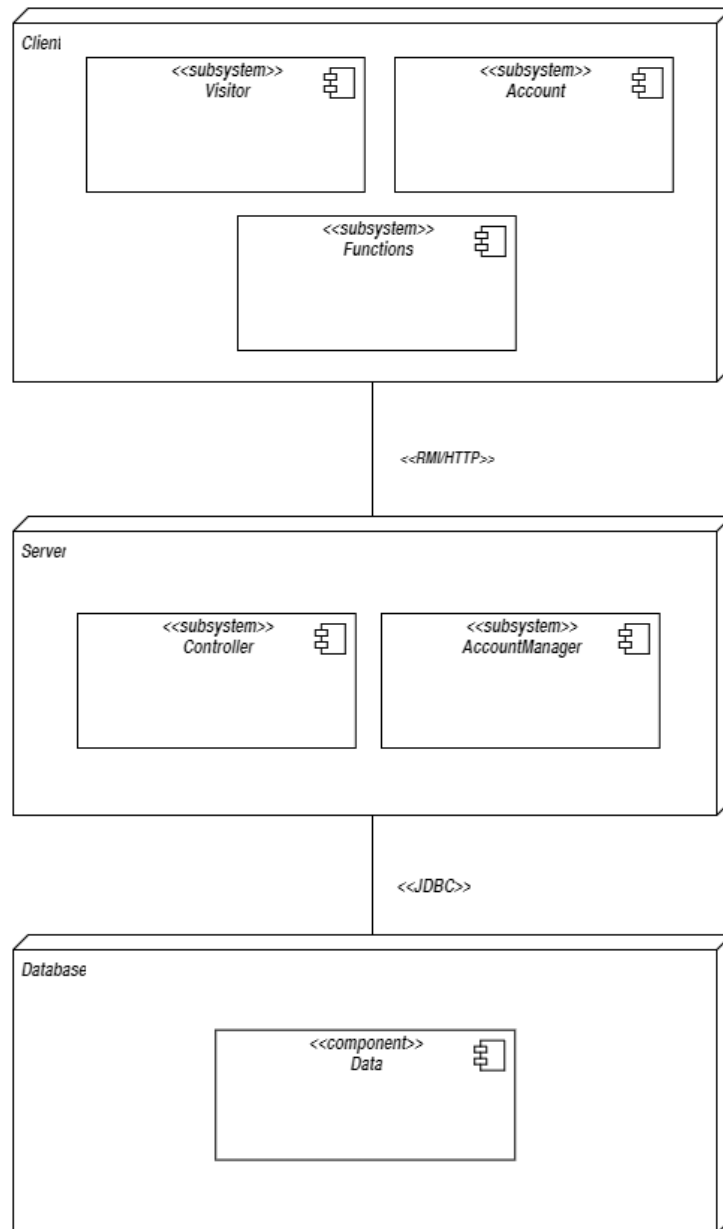 Client
<<subsystem>>
Visitor
<<subsystem>>
Account
<<subsystem>>
Functions
<<RMI/HTTP>>
Server
<<subsystem>>
Controller
<<subsystem>>
AccountManager
<<JDBC>>
Database
<<component>>
Data